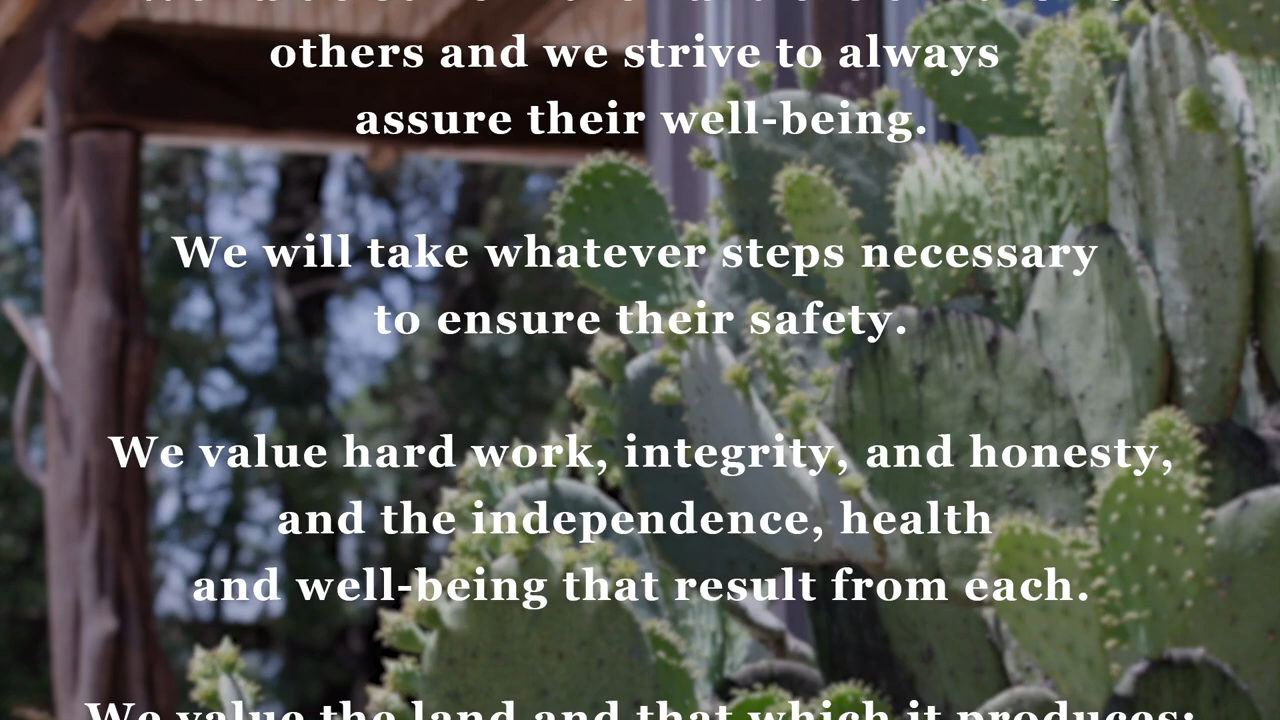 others and we strive to always
assure their well-being.
We will take whatever steps necessary
to ensure their safety.
We value hard work, integrity, and honesty,
and the independence, health
and well-being that result from each.
We value the land and that which it produces;